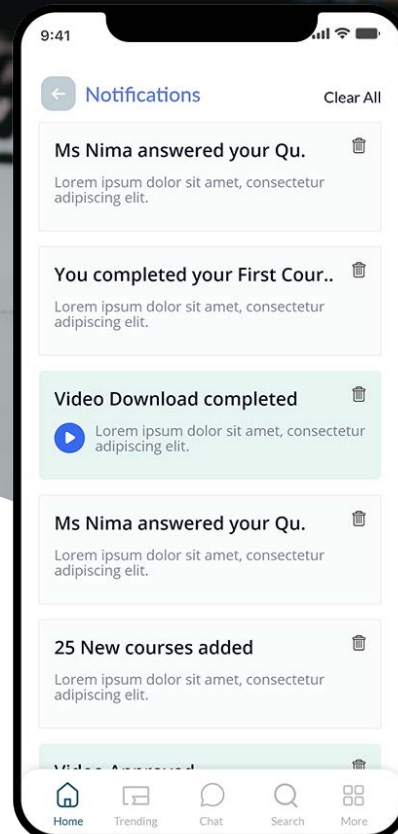 9:41
Notifications
Clear All
Ms Nima answered your Qu.
Lorem ipsum dolor sit amet, consectetur
adipiscing elit.
You completed your First Cour..
Lorem ipsum dolor sit amet, consectetur
adipiscing elit.
Video Download completed
Lorem ipsum dolor sit amet, consectetur
adipiscing elit.
Ms Nima answered your Qu.
Lorem ipsum dolor sit amet, consectetur
adipiscing elit.
25 New courses added
Lorem ipsum dolor sit amet, consectetur
adipiscing elit.
Video Approved
Home
Trending
Chat
Search
More